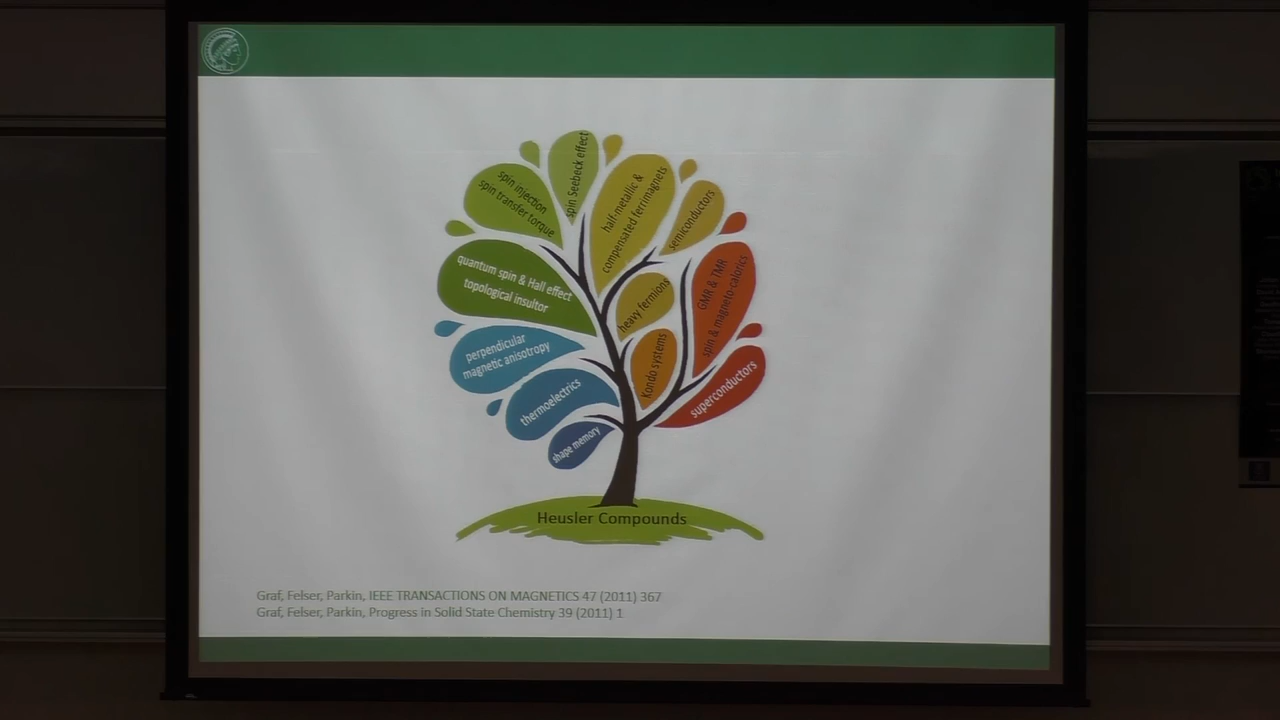 spin Seebeck effect
spin injection
spin transfer torque
half-metallic &
compensated ferrimagnets
semiconductors
quantum spin & Hall effect
topological insultor
heavy fermions
GMR & TMR
spin & magneto-calorics
perpendicular
magnetic anisotropy
Kondo systems
thermoelectrics
superconductors
shape memory
Heusler Compounds
Graf, Felser, Parkin, IEEE TRANSACTIONS ON MAGNETICS 47 (2011) 367
Graf, Felser, Parkin, Progress in Solid State Chemistry 39 (2011) 1